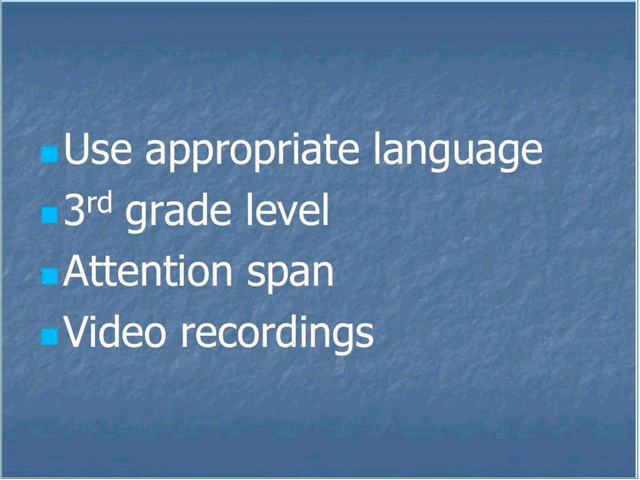 Use appropriate language
3rd grade level
Attention span
Video recordings